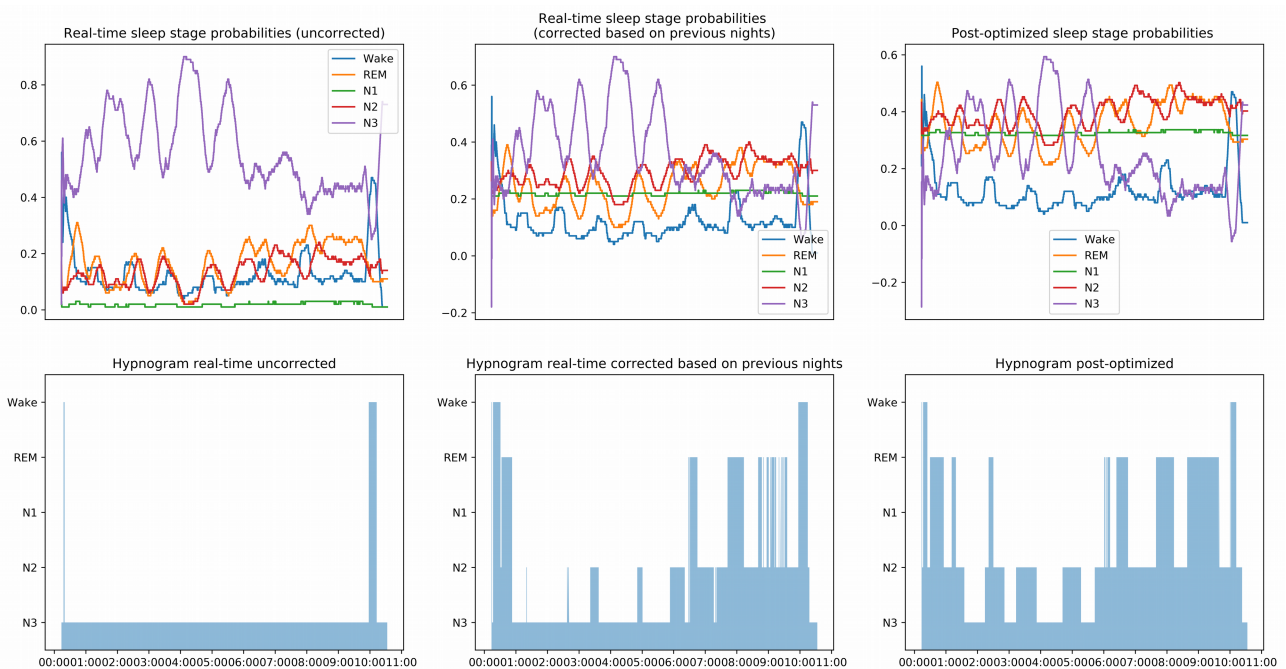 Real-time sleep stage probabilities (uncorrected)
0.8
0.6
0.4
0.2
0.0
Wake
REM
N1
N2
N3
Real-time sleep stage probabilities
(corrected based on previous nights)
0.6
0.4
0.2
0.0
−0.2
Wake
REM
N1
N2
N3
Post-optimized sleep stage probabilities
0.6
0.4
0.2
0.0
−0.2
Wake
REM
N1
N2
N3
Hypnogram real-time uncorrected
Wake
REM
N1
N2
N3
00:0001:0002:0003:0004:0005:0006:0007:0008:0009:0010:0011:00
Hypnogram real-time corrected based on previous nights
Wake
REM
N1
N2
N3
00:0001:0002:0003:0004:0005:0006:0007:0008:0009:0010:0011:00
Hypnogram post-optimized
Wake
REM
N1
N2
N3
00:0001:0002:0003:0004:0005:0006:0007:0008:0009:0010:0011:00